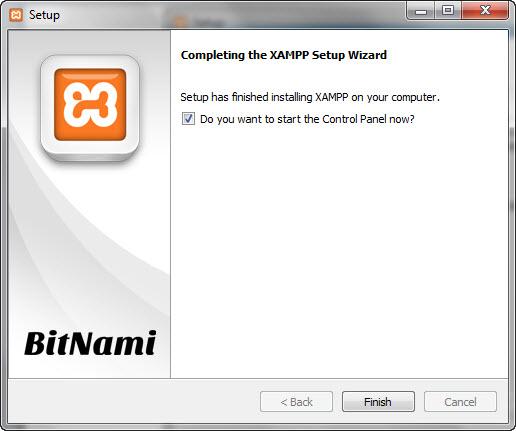 Setup
Completing the XAMPP Setup Wizard
Setup has finished installing XAMPP on your computer.
Do you want to start the Control Panel now?
BitNami
< Back
Finish
Cancel